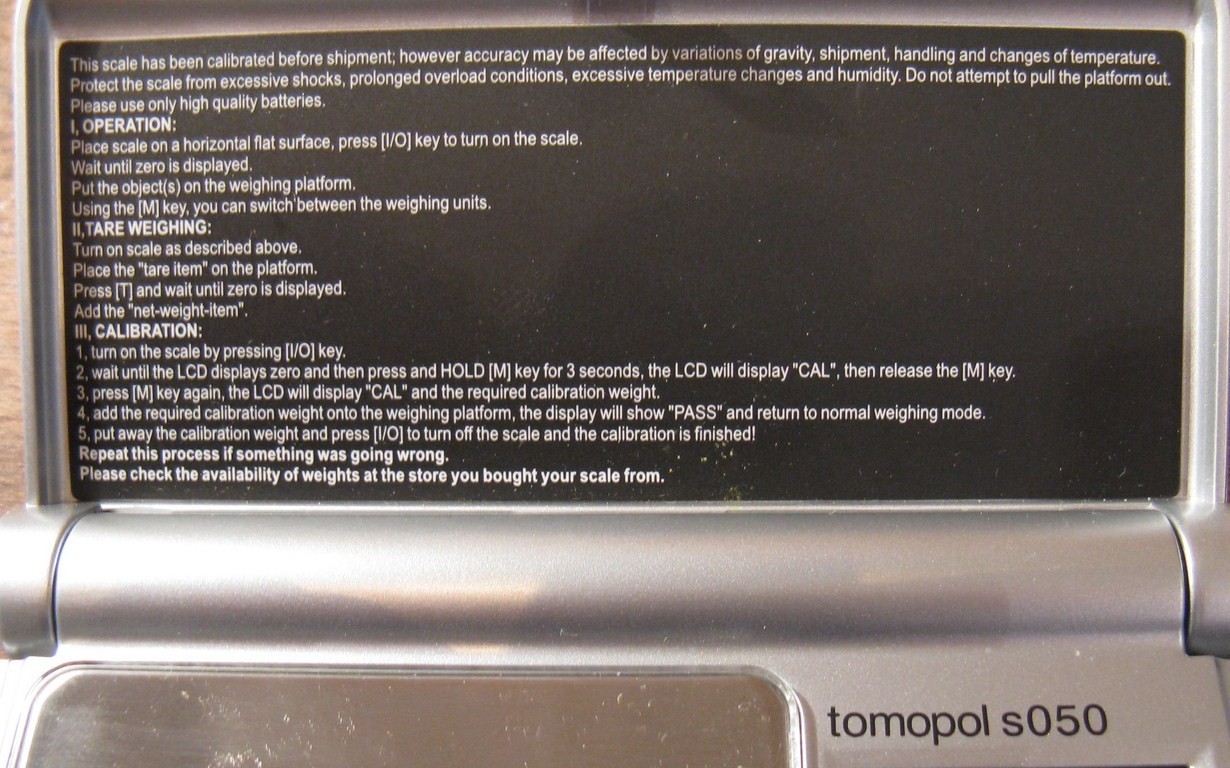 This scale has been calibrated before shipment; however accuracy may be affected by variations of gravity, shipment, handling and changes of temperature.
Protect the scale from excessive shocks, prolonged overload conditions, excessive temperature changes and humidity. Do not attempt to pull the platform out.
Please use only high quality batteries.
I, OPERATION:
Place scale on a horizontal flat surface, press [I/O] key to turn on the scale.
Wait until zero is displayed.
Put the object(s) on the weighing platform.
Using the [M] key, you can switch between the weighing units.
II,TARE WEIGHING:
Turn on scale as described above.
Place the "tare item" on the platform.
Press [T] and wait until zero is displayed.
Add the "net-weight-item".
III, CALIBRATION:
1, turn on the scale by pressing [I/O] key.
2, wait until the LCD displays zero and then press and HOLD [M] key for 3 seconds, the LCD will display "CAL", then release the [M] key.
3, press [M] key again, the LCD will display "CAL" and the required calibration weight.
4, add the required calibration weight onto the weighing platform, the display will show "PASS" and return to normal weighing mode.
5, put away the calibration weight and press [I/O] to turn off the scale and the calibration is finished!
Repeat this process if something was going wrong.
Please check the availability of weights at the store you bought your scale from.
tomopol s050